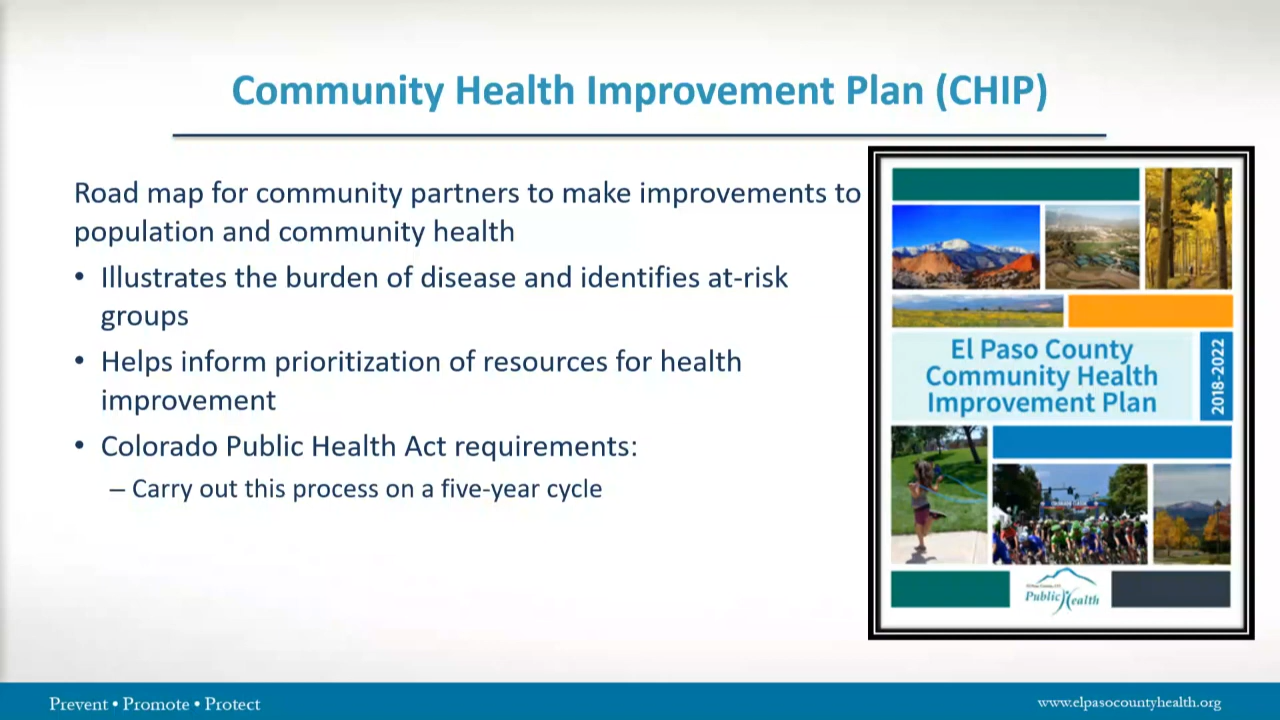 Community Health Improvement Plan (CHIP)
Road map for community partners to make improvements to
population and community health
• Illustrates the burden of disease and identifies at-risk
groups
• Helps inform prioritization of resources for health
improvement
• Colorado Public Health Act requirements:
– Carry out this process on a five-year cycle
El Paso County
Community Health
Improvement Plan
2018-2022
Public Health
Prevent • Promote • Protect
www.elpasocountyhealth.org